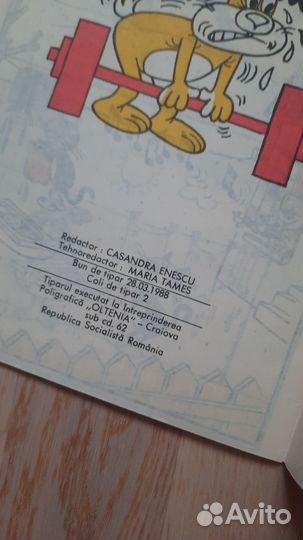 Redactor : CASANDRA ENESCU
Tehnoredactor : MARIA TAMES
Bun de tipar 28.03.1988
Coli de tipar 2
Tiparul executat la Întreprinderea
Poligrafică „OLTENIA" – Craiova
sub cd. 62
Republica Socialistă România
Avito